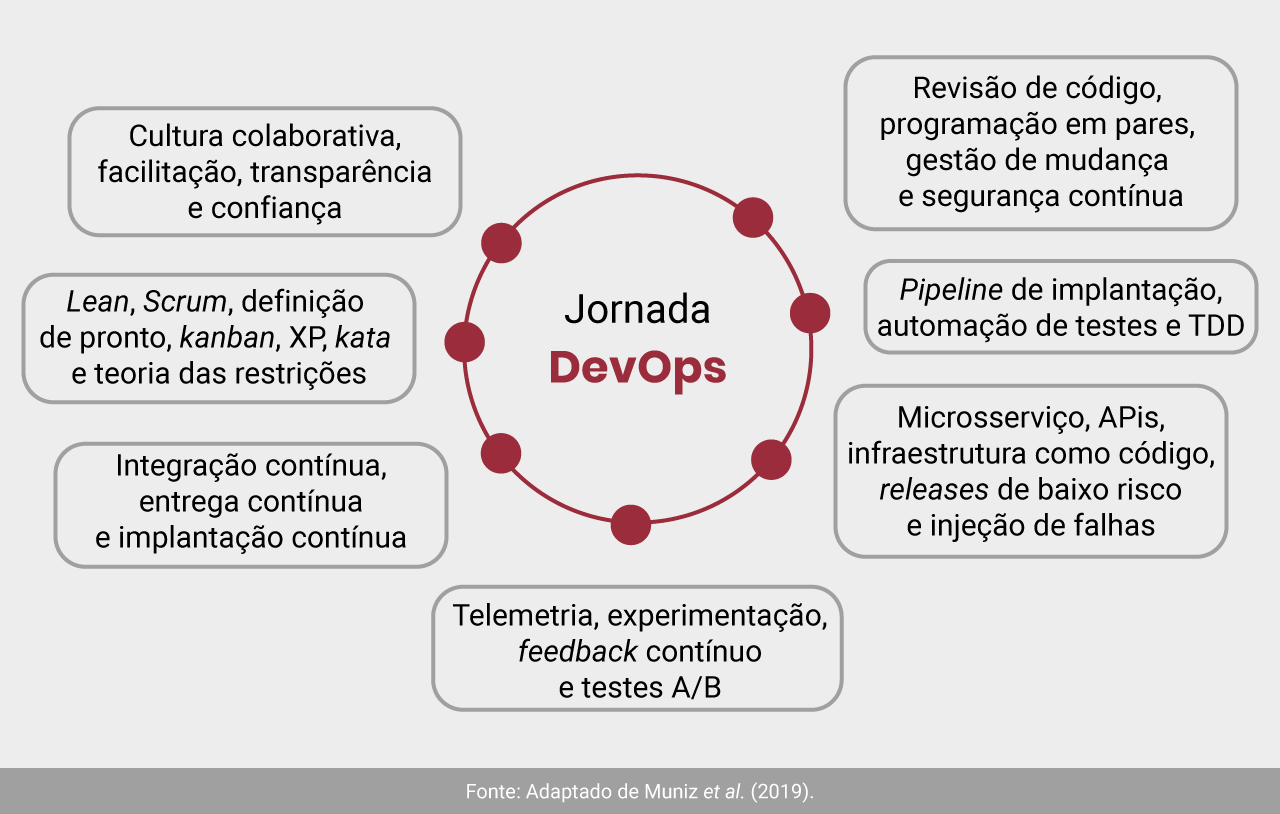 Cultura colaborativa,
facilitação, transparência
e confiança
Lean, Scrum, definição
de pronto, kanban, XP, kata
e teoria das restrições
Integração contínua,
entrega contínua
e implantação contínua
Jornada
DevOps
Revisão de código,
programação em pares,
gestão de mudança
e segurança contínua
Pipeline de implantação,
automação de testes e TDD
Microsserviço, APis,
infraestrutura como código,
releases de baixo risco
e injeção de falhas
Telemetria, experimentação,
feedback contínuo
e testes A/B
Fonte: Adaptado de Muniz et al. (2019).